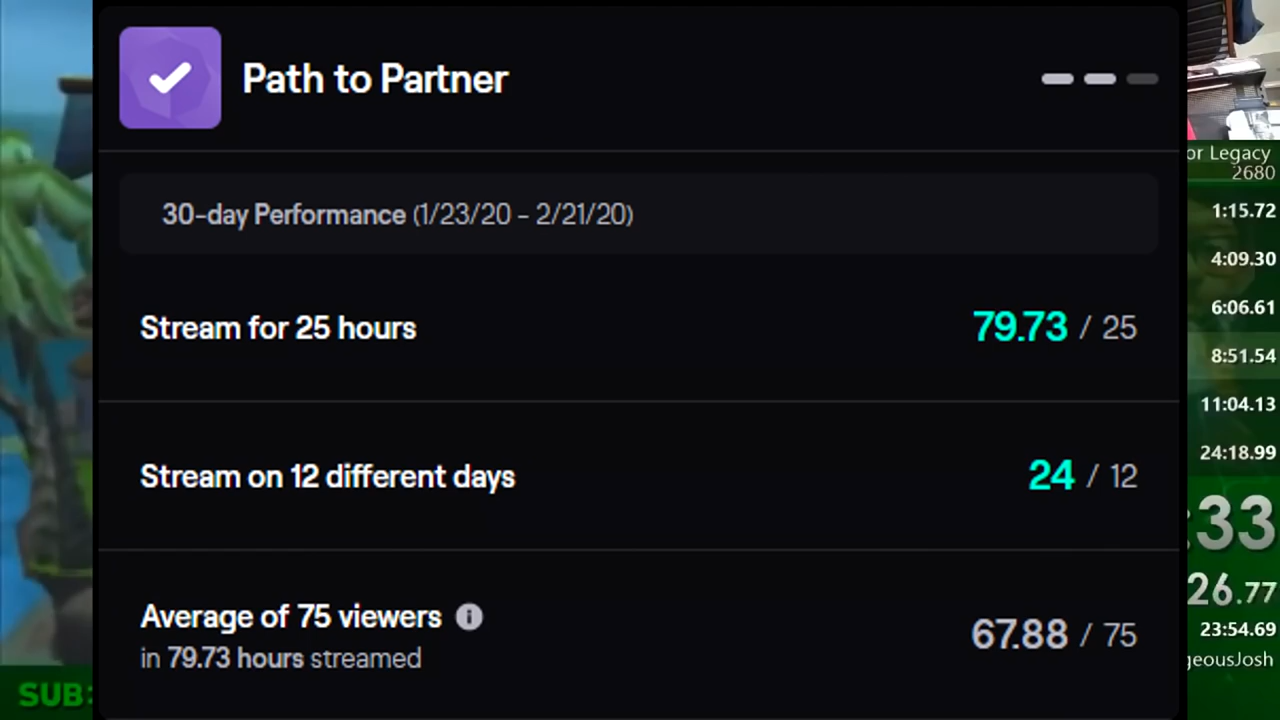 Path to Partner
30-day Performance (1/23/20 - 2/21/20)
Stream for 25 hours
79.73 / 25
Stream on 12 different days
24 / 12
Average of 75 viewers
in 79.73 hours streamed
67.88 / 75
or Legacy
2680
1:15.72
4:09.30
6:06.61
8:51.54
11:04.13
24:18.99
:33
26.77
23:54.69
geousJosh
SUB: